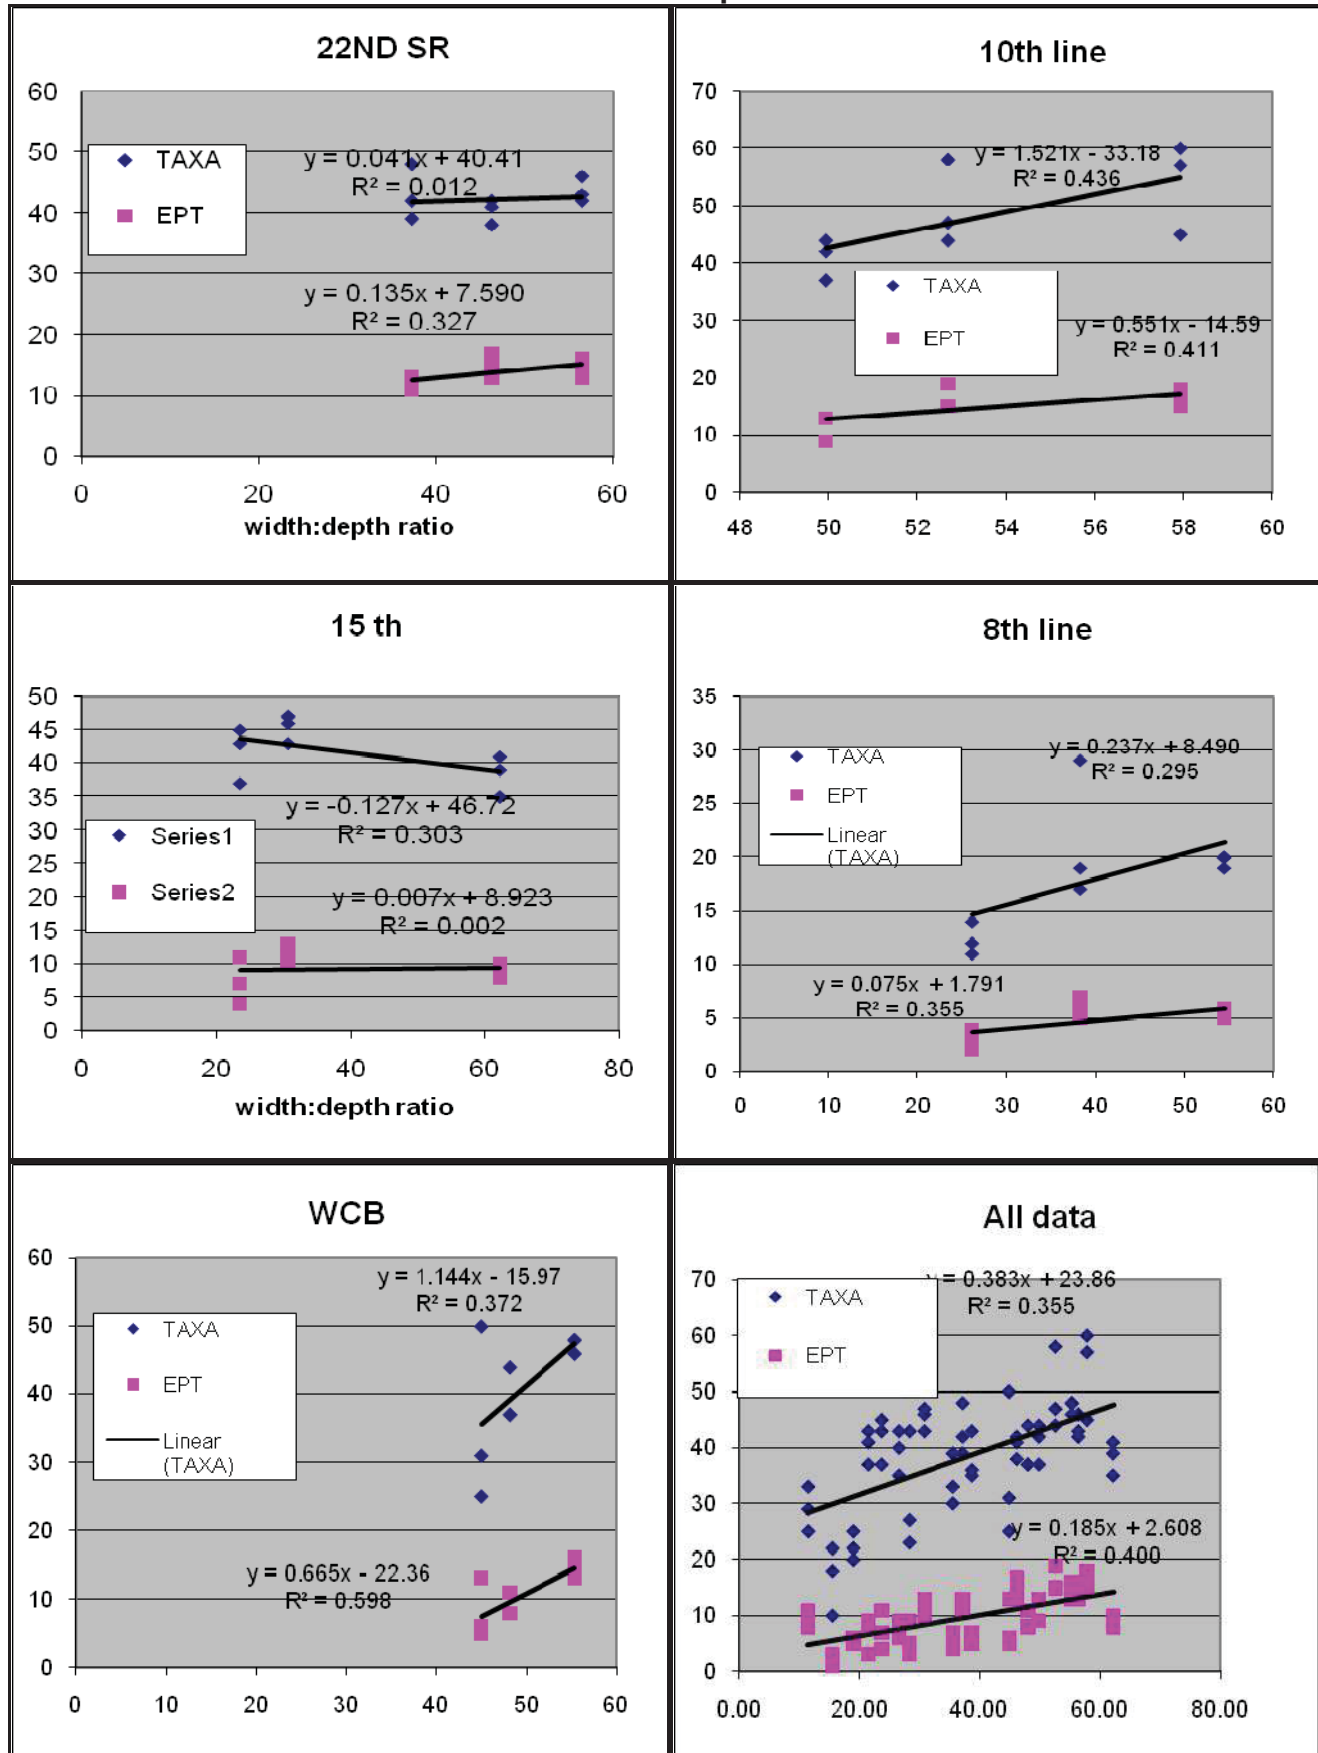 22ND SR
60
50
40
30
20
10
0
TAXA
EPT
y = 0.041x + 40.41
R² = 0.012
y = 0.135x + 7.590
R² = 0.327
0 20 40 60
width:depth ratio
10th line
70
60
50
40
30
20
10
0
y = 1.521x - 33.18
R² = 0.436
TAXA
EPT
y = 0.551x - 14.59
R² = 0.411
48 50 52 54 56 58 60
15 th
50
45
40
35
30
25
20
15
10
5
0
y = -0.127x + 46.72
R² = 0.303
Series1
Series2
y = 0.007x + 8.923
R² = 0.002
0 20 40 60 80
width:depth ratio
8th line
35
30
25
20
15
10
5
0
TAXA
EPT
Linear
(TAXA)
y = 0.237x + 8.490
R² = 0.295
y = 0.075x + 1.791
R² = 0.355
0 10 20 30 40 50 60
WCB
60
50
40
30
20
10
0
y = 1.144x - 15.97
R² = 0.372
TAXA
EPT
Linear
(TAXA)
y = 0.665x - 22.36
R² = 0.598
0 10 20 30 40 50 60
All data
70
60
50
40
30
20
10
0
TAXA
EPT
y = 0.383x + 23.86
R² = 0.355
y = 0.185x + 2.608
R² = 0.400
0.00 20.00 40.00 60.00 80.00